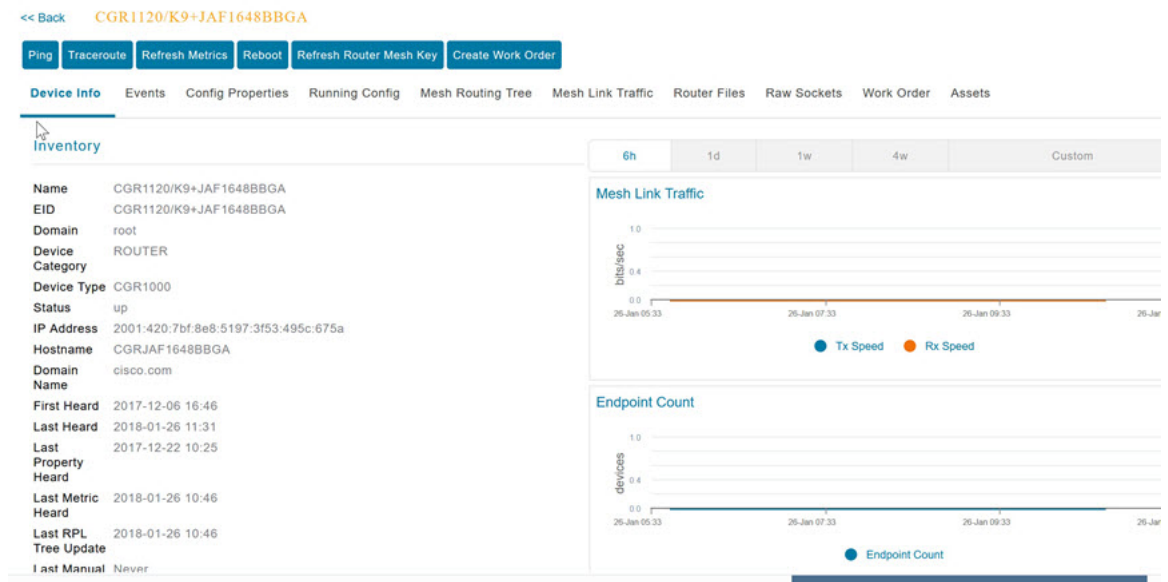 << Back CGR1120/K9+JAF1648BBGA
Ping Traceroute Refresh Metrics Reboot Refresh Router Mesh Key Create Work Order
Device Info Events Config Properties Running Config Mesh Routing Tree Mesh Link Traffic Router Files Raw Sockets Work Order Assets
Inventory
Name CGR1120/K9+JAF1648BBGA
EID CGR1120/K9+JAF1648BBGA
Domain root
Device ROUTER
Category
Device Type CGR1000
Status up
IP Address 2001:420:7bf:8e8:5197:3f53:495c:675a
Hostname CGRJAF1648BBGA
Domain cisco.com
Name
First Heard 2017-12-06 16:46
Last Heard 2018-01-26 11:31
Last 2017-12-22 10:25
Property
Heard
Last Metric 2018-01-26 10:46
Heard
Last RPL 2018-01-26 10:46
Tree Update
Last Manual Never
6h 1d 1w 4w Custom
Mesh Link Traffic
1.0
bits/sec
0.4
0.0
26-Jan 05:33 26-Jan 07:33 26-Jan 09:33 26-Jan
Tx Speed Rx Speed
Endpoint Count
1.0
devices
0.4
0.0
26-Jan 05:33 26-Jan 07:33 26-Jan 09:33 26-Jan
Endpoint Count